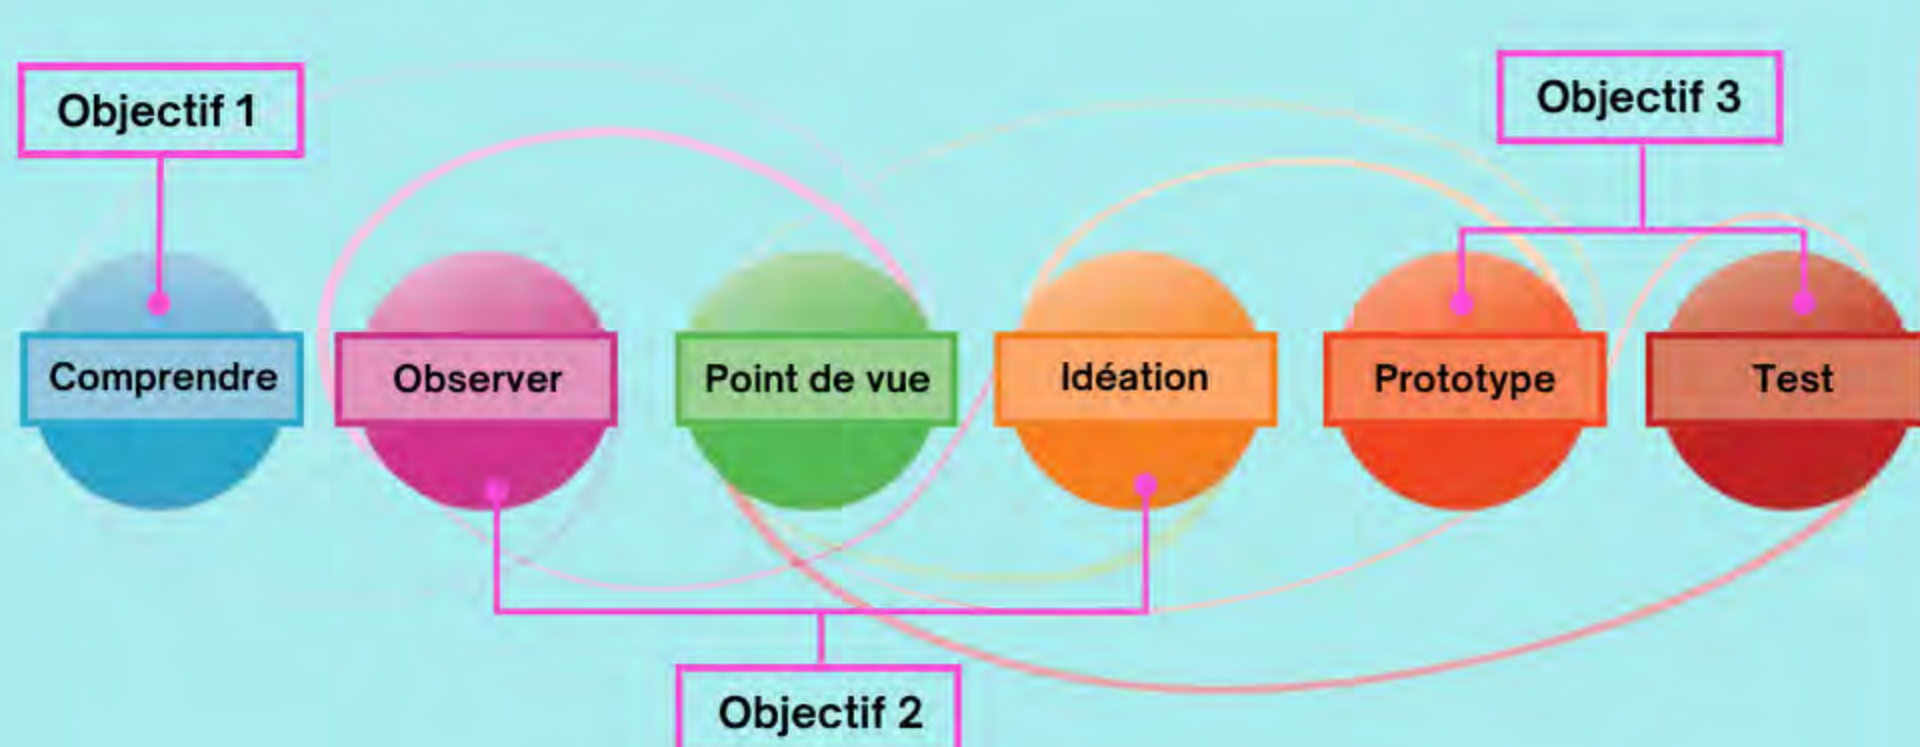 Objectif 1
Objectif 3
Comprendre
Observer
Point de vue
Idéation
Prototype
Test
Objectif 2